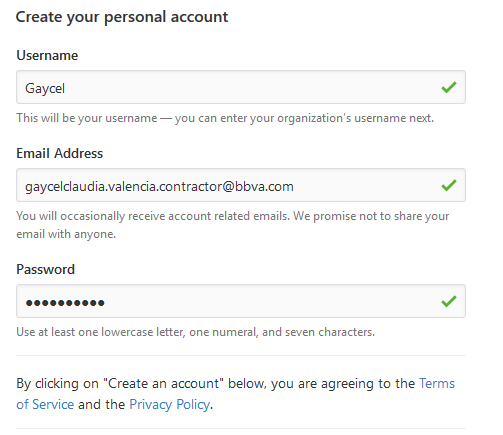 Create your personal account
Username
Gaycel
This will be your username — you can enter your organization's username next.
Email Address
gaycelclaudia.valencia.contractor@bbva.com
You will occasionally receive account related emails. We promise not to share your
email with anyone.
Password
●●●●●●●●●●
Use at least one lowercase letter, one numeral, and seven characters.
By clicking on "Create an account" below, you are agreeing to the Terms
of Service and the Privacy Policy.